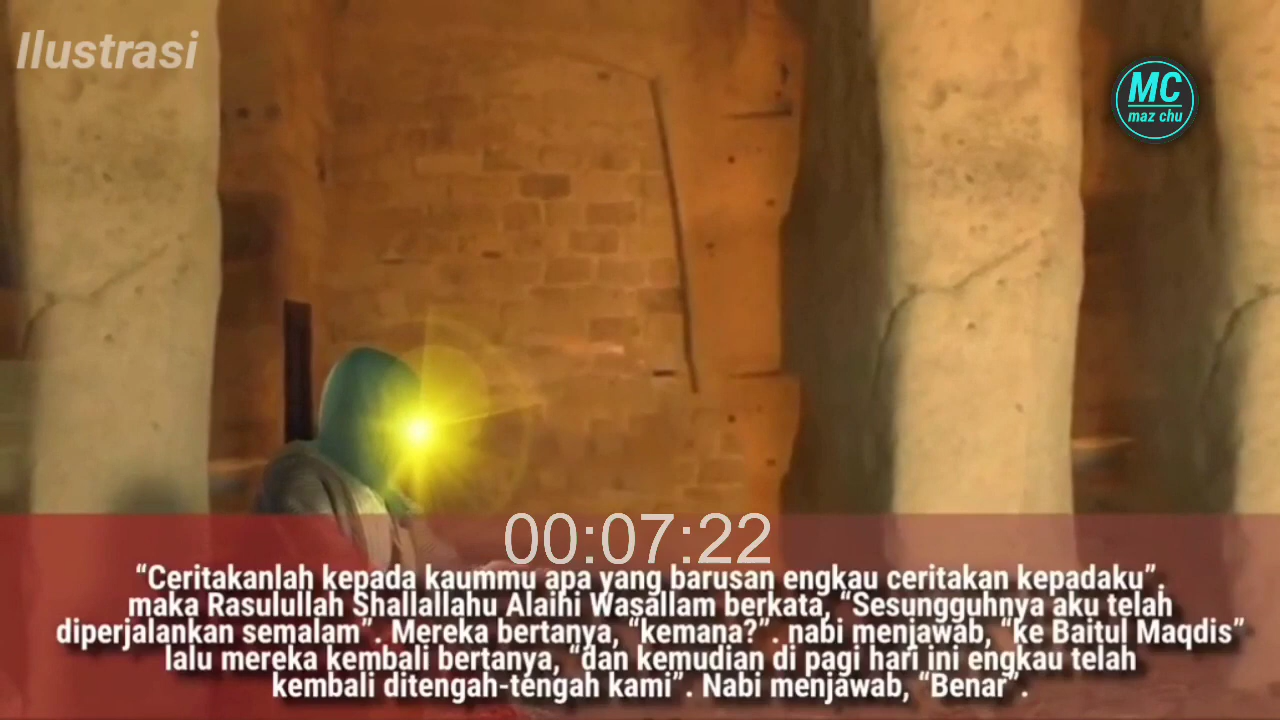 Ilustrasi
MC
maz chu
00:07:22
“Ceritakanlah kepada kaummu apa yang barusan engkau ceritakan kepadaku”.
maka Rasulullah Shallallahu Alaihi Wasallam berkata, “Sesungguhnya aku telah
diperjalankan semalam”. Mereka bertanya, “kemana?”. nabi menjawab, “ke Baitul Maqdis”
lalu mereka kembali bertanya, “dan kemudian di pagi hari ini engkau telah
kembali ditengah-tengah kami”. Nabi menjawab, “Benar”.